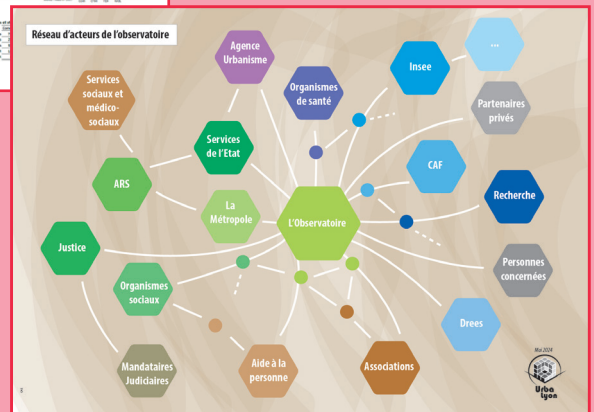 Réseau d'acteurs de l'observatoire
Agence
Urbanisme
Insee
...
Services
sociaux et
médico-
sociaux
Organismes
de santé
Partenaires
privés
Services
de l'Etat
CAF
ARS
La
Métropole
L'Observatoire
Recherche
Justice
Organismes
sociaux
Personnes
concernées
Drees
Mandataires
Judiciaires
Aide à la
personne
Associations
Mai 2024
Urba
Lyon